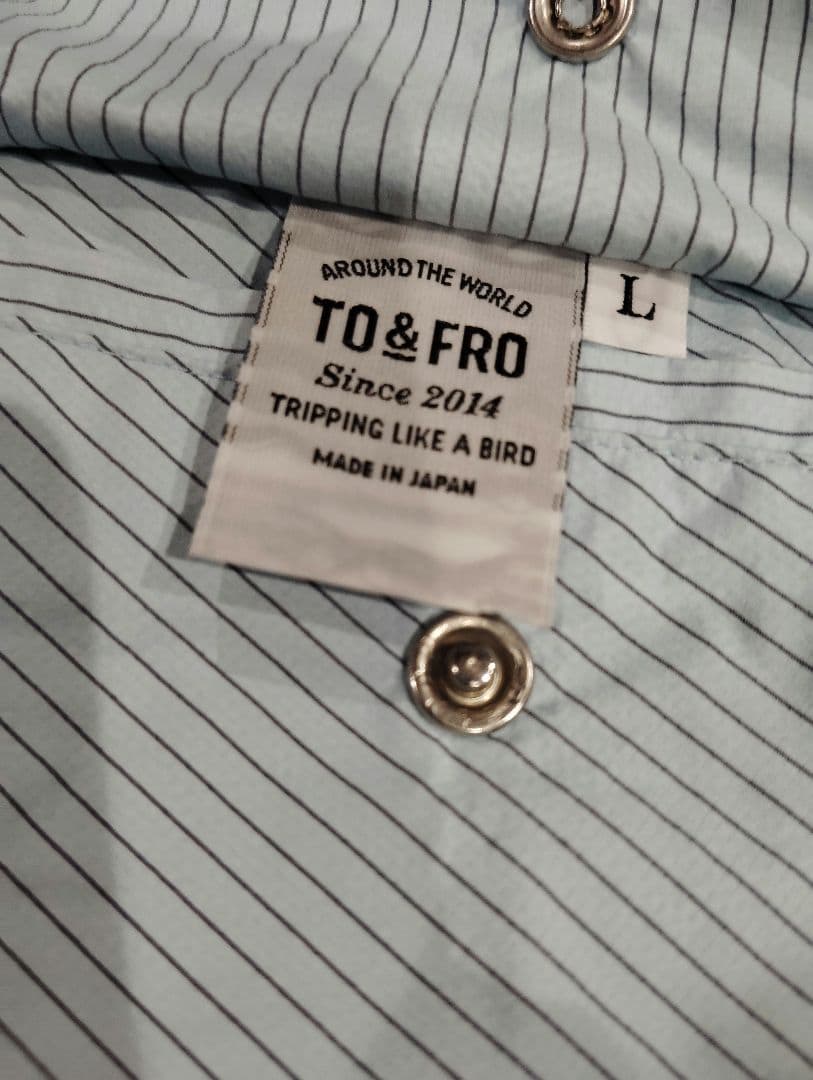 AROUND THE WORLD
TO & FRO
Since 2014
TRIPPING LIKE A BIRD
MADE IN JAPAN
L